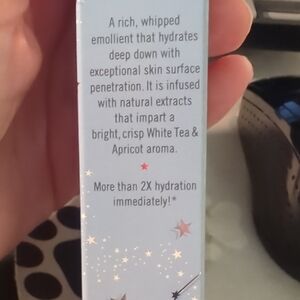 A rich, whipped
emollient that hydrates
deep down with
exceptional skin surface
penetration. It is infused
with natural extracts
that impart a
bright, crisp White Tea &
Apricot aroma.
More than 2X hydration
immediately!*